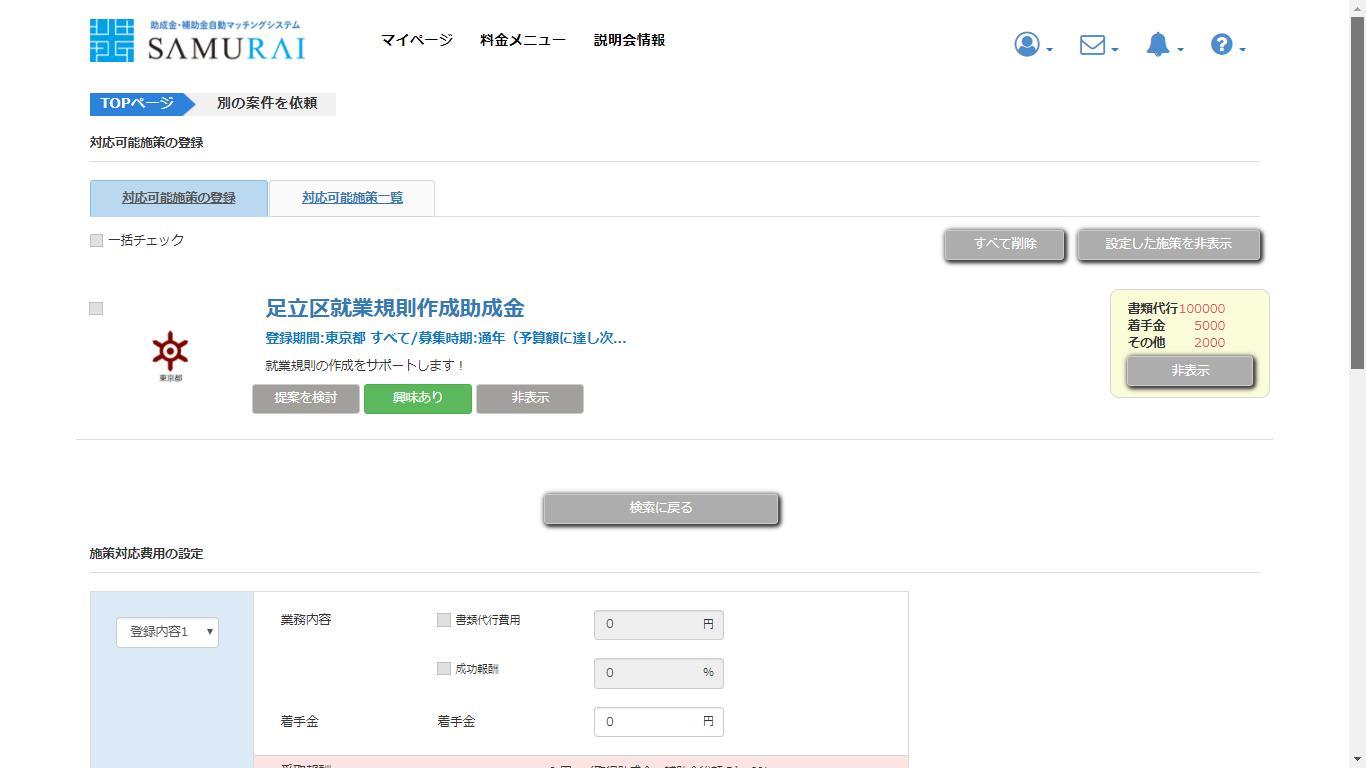 助成金・補助金自動マッチングシステム
SAMURAI
マイページ 料金メニュー 説明会情報
TOPページ 別の案件を依頼
対応可能施策の登録
対応可能施策の登録 対応可能施策一覧
一括チェック すべて削除 設定した施策を非表示
足立区就業規則作成助成金
登録期間:東京都 すべて/募集時期:通年（予算額に達し次...
就業規則の作成をサポートします！
東京都
提案を検討 興味あり 非表示
書類代行100000
着手金 5000
その他 2000
非表示
検索に戻る
施策対応費用の設定
登録内容1
業務内容 書類代行費用 0 円
成功報酬 0 %
着手金 着手金 0 円